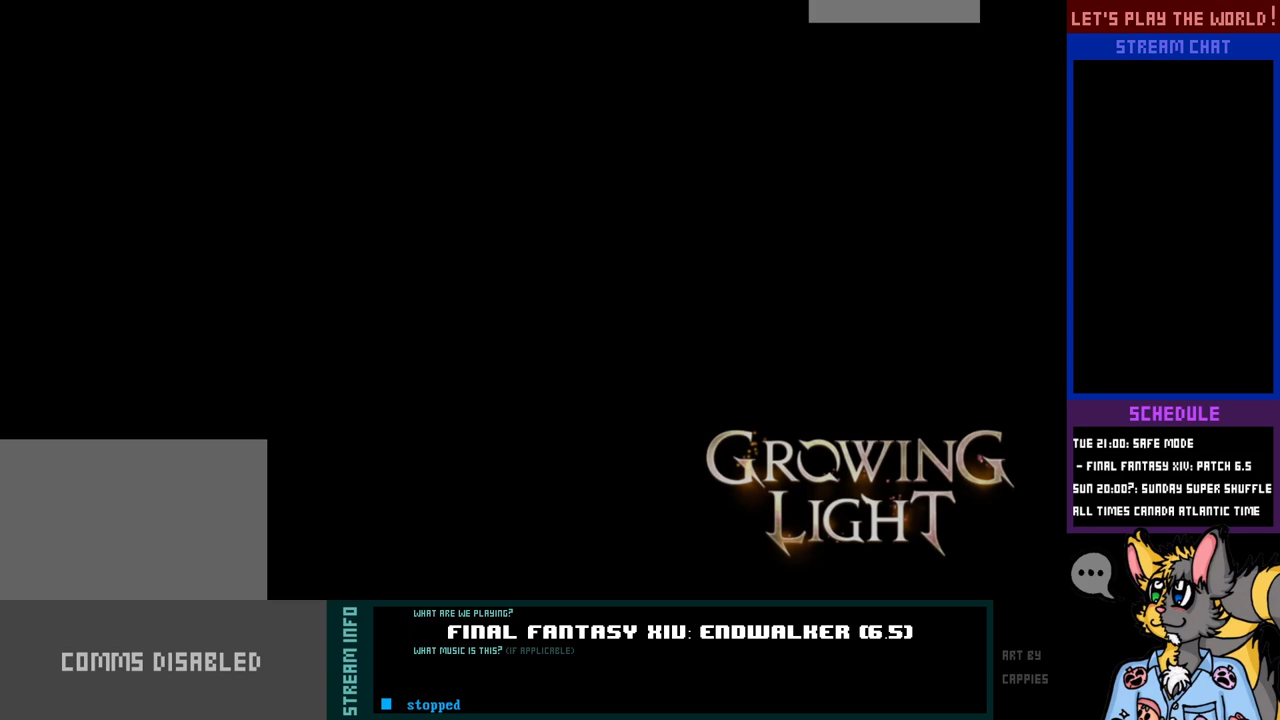 LET'S PLAY THE WORLD!
STREAM CHAT
GROWING
LIGHT
SCHEDULE
TUE 21:00: SAFE MODE
- FINAL FANTASY XIV: PATCH 6.5
SUN 20:00?: SUNDAY SUPER SHUFFLE
ALL TIMES CANADA ATLANTIC TIME
...
COMMS DISABLED
STREAM INFO
WHAT ARE WE PLAYING?
FINAL FANTASY XIV: ENDWALKER (6.5)
WHAT MUSIC IS THIS? (IF APPLICABLE)
stopped
ART BY
CAPPIES